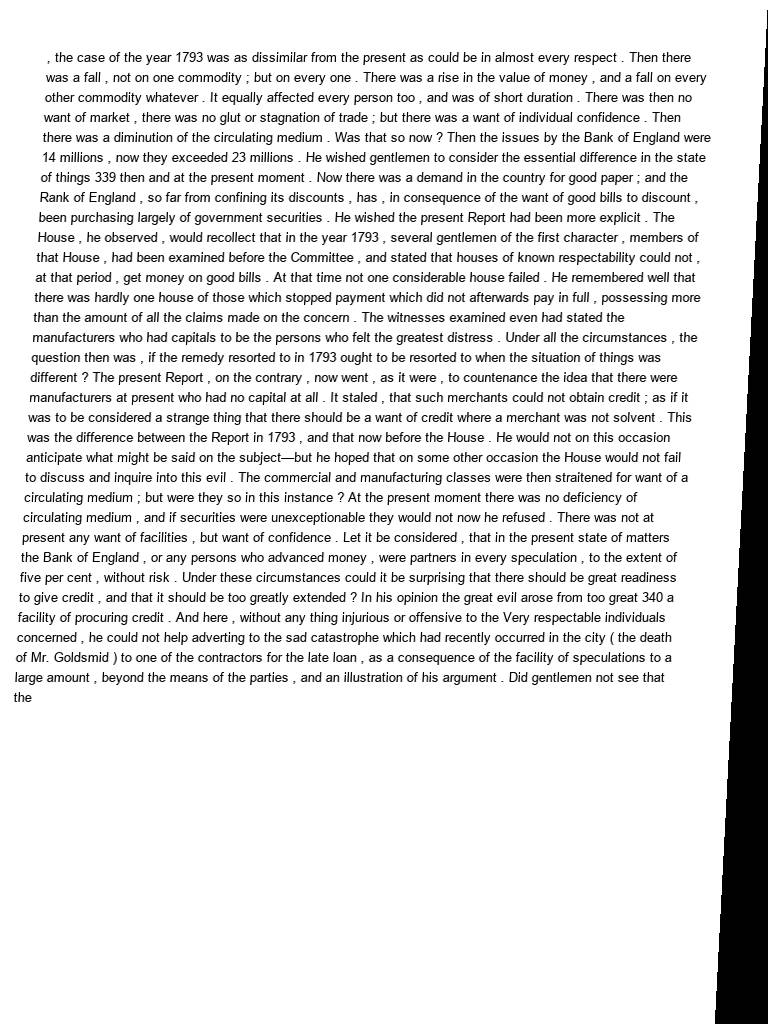 , the case of the year 1793 was as dissimilar from the present as could be in almost every respect . Then there
was a fall , not on one commodity ; but on every one . There was a rise in the value of money , and a fall on every
other commodity whatever . It equally affected every person too , and was of short duration . There was then no
want of market , there was no glut or stagnation of trade ; but there was a want of individual confidence . Then
there was a diminution of the circulating medium . Was that so now ? Then the issues by the Bank of England were
14 millions , now they exceeded 23 millions . He wished gentlemen to consider the essential difference in the state
of things 339 then and at the present moment . Now there was a demand in the country for good paper ; and the
Rank of England , so far from confining its discounts , has , in consequence of the want of good bills to discount ,
been purchasing largely of government securities . He wished the present Report had been more explicit . The
House , he observed , would recollect that in the year 1793 , several gentlemen of the first character , members of
that House , had been examined before the Committee , and stated that houses of known respectability could not ,
at that period , get money on good bills . At that time not one considerable house failed . He remembered well that
there was hardly one house of those which stopped payment which did not afterwards pay in full , possessing more
than the amount of all the claims made on the concern . The witnesses examined even had stated the
manufacturers who had capitals to be the persons who felt the greatest distress . Under all the circumstances , the
question then was , if the remedy resorted to in 1793 ought to be resorted to when the situation of things was
different ? The present Report , on the contrary , now went , as it were , to countenance the idea that there were
manufacturers at present who had no capital at all . It staled , that such merchants could not obtain credit ; as if it
was to be considered a strange thing that there should be a want of credit where a merchant was not solvent . This
was the difference between the Report in 1793 , and that now before the House . He would not on this occasion
anticipate what might be said on the subject—but he hoped that on some other occasion the House would not fail
to discuss and inquire into this evil . The commercial and manufacturing classes were then straitened for want of a
circulating medium ; but were they so in this instance ? At the present moment there was no deficiency of
circulating medium , and if securities were unexceptionable they would not now he refused . There was not at
present any want of facilities , but want of confidence . Let it be considered , that in the present state of matters
the Bank of England , or any persons who advanced money , were partners in every speculation , to the extent of
five per cent , without risk . Under these circumstances could it be surprising that there should be great readiness
to give credit , and that it should be too greatly extended ? In his opinion the great evil arose from too great 340 a
facility of procuring credit . And here , without any thing injurious or offensive to the Very respectable individuals
concerned , he could not help adverting to the sad catastrophe which had recently occurred in the city ( the death
of Mr. Goldsmid ) to one of the contractors for the late loan , as a consequence of the facility of speculations to a
large amount , beyond the means of the parties , and an illustration of his argument . Did gentlemen not see that
the